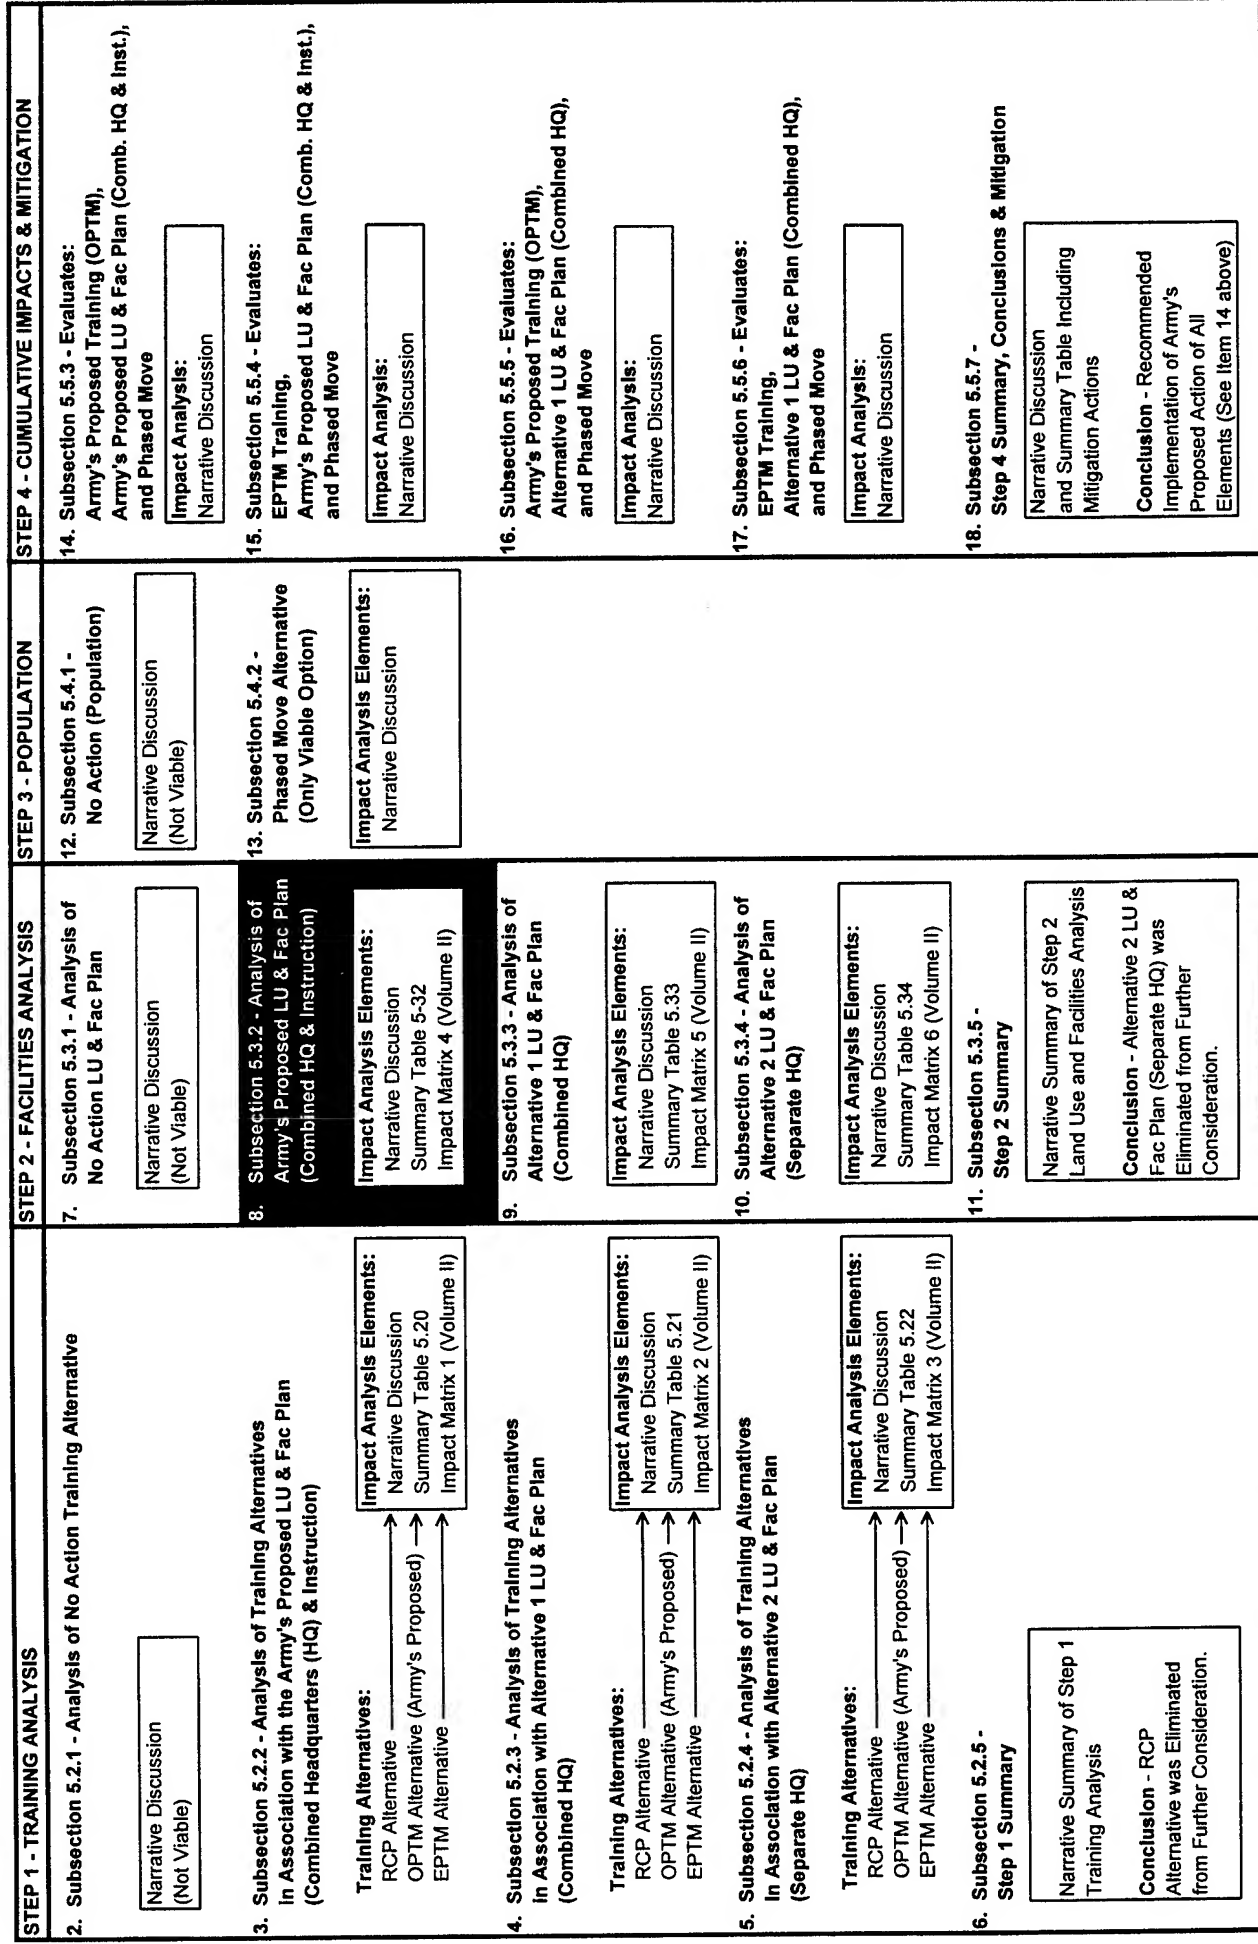 STEP 1 - TRAINING ANALYSIS
2. Subsection 5.2.1 - Analysis of No Action Training Alternative
Narrative Discussion
(Not Viable)
3. Subsection 5.2.2 - Analysis of Training Alternatives
in Association with the Army's Proposed LU & Fac Plan
(Combined Headquarters (HQ) & Instruction)
Training Alternatives:
RCP Alternative
OPTM Alternative (Army's Proposed)
EPTM Alternative
Impact Analysis Elements:
Narrative Discussion
Summary Table 5.20
Impact Matrix 1 (Volume II)
4. Subsection 5.2.3 - Analysis of Training Alternatives
in Association with Alternative 1 LU & Fac Plan
(Combined HQ)
Training Alternatives:
RCP Alternative
OPTM Alternative (Army's Proposed)
EPTM Alternative
Impact Analysis Elements:
Narrative Discussion
Summary Table 5.21
Impact Matrix 2 (Volume II)
5. Subsection 5.2.4 - Analysis of Training Alternatives
in Association with Alternative 2 LU & Fac Plan
(Separate HQ)
Training Alternatives:
RCP Alternative
OPTM Alternative (Army's Proposed)
EPTM Alternative
Impact Analysis Elements:
Narrative Discussion
Summary Table 5.22
Impact Matrix 3 (Volume II)
6. Subsection 5.2.5 -
Step 1 Summary
Narrative Summary of Step 1
Training Analysis
Conclusion - RCP
Alternative was Eliminated
from Further Consideration.
STEP 2 - FACILITIES ANALYSIS
7. Subsection 5.3.1 - Analysis of
No Action LU & Fac Plan
Narrative Discussion
(Not Viable)
8. Subsection 5.3.2 - Analysis of
Army's Proposed LU & Fac Plan
(Combined HQ & Instruction)
Impact Analysis Elements:
Narrative Discussion
Summary Table 5-32
Impact Matrix 4 (Volume II)
9. Subsection 5.3.3 - Analysis of
Alternative 1 LU & Fac Plan
(Combined HQ)
Impact Analysis Elements:
Narrative Discussion
Summary Table 5.33
Impact Matrix 5 (Volume II)
10. Subsection 5.3.4 - Analysis of
Alternative 2 LU & Fac Plan
(Separate HQ)
Impact Analysis Elements:
Narrative Discussion
Summary Table 5.34
Impact Matrix 6 (Volume II)
11. Subsection 5.3.5 -
Step 2 Summary
Narrative Summary of Step 2
Land Use and Facilities Analysis
Conclusion - Alternative 2 LU &
Fac Plan (Separate HQ) was
Eliminated from Further
Consideration.
STEP 3 - POPULATION
12. Subsection 5.4.1 -
No Action (Population)
Narrative Discussion
(Not Viable)
13. Subsection 5.4.2 -
Phased Move Alternative
(Only Viable Option)
Impact Analysis Elements:
Narrative Discussion
STEP 4 - CUMULATIVE IMPACTS & MITIGATION
14. Subsection 5.5.3 - Evaluates:
Army's Proposed Training (OPTM),
Army's Proposed LU & Fac Plan (Comb. HQ & Inst.),
and Phased Move
Impact Analysis:
Narrative Discussion
15. Subsection 5.5.4 - Evaluates:
EPTM Training,
Army's Proposed LU & Fac Plan (Comb. HQ & Inst.),
and Phased Move
Impact Analysis:
Narrative Discussion
16. Subsection 5.5.5 - Evaluates:
Army's Proposed Training (OPTM),
Alternative 1 LU & Fac Plan (Combined HQ),
and Phased Move
Impact Analysis:
Narrative Discussion
17. Subsection 5.5.6 - Evaluates:
EPTM Training,
Alternative 1 LU & Fac Plan (Combined HQ),
and Phased Move
Impact Analysis:
Narrative Discussion
18. Subsection 5.5.7 -
Step 4 Summary, Conclusions & Mitigation
Narrative Discussion
and Summary Table Including
Mitigation Actions
Conclusion - Recommended
Implementation of Army's
Proposed Action of All
Elements (See Item 14 above)